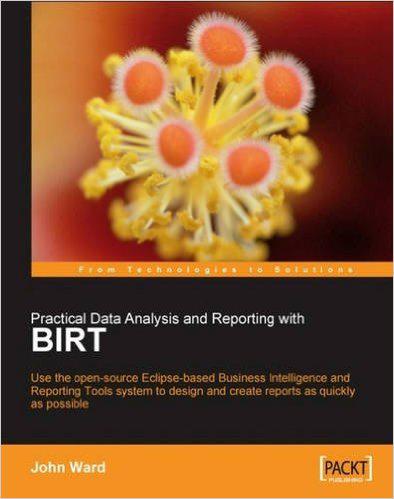 From Technologies to Solutions
Practical Data Analysis and Reporting with
BIRT
Use the open-source Eclipse-based Business Intelligence and
Reporting Tools system to design and create reports as quickly
as possible
John Ward
PACKT
PUBLISHING